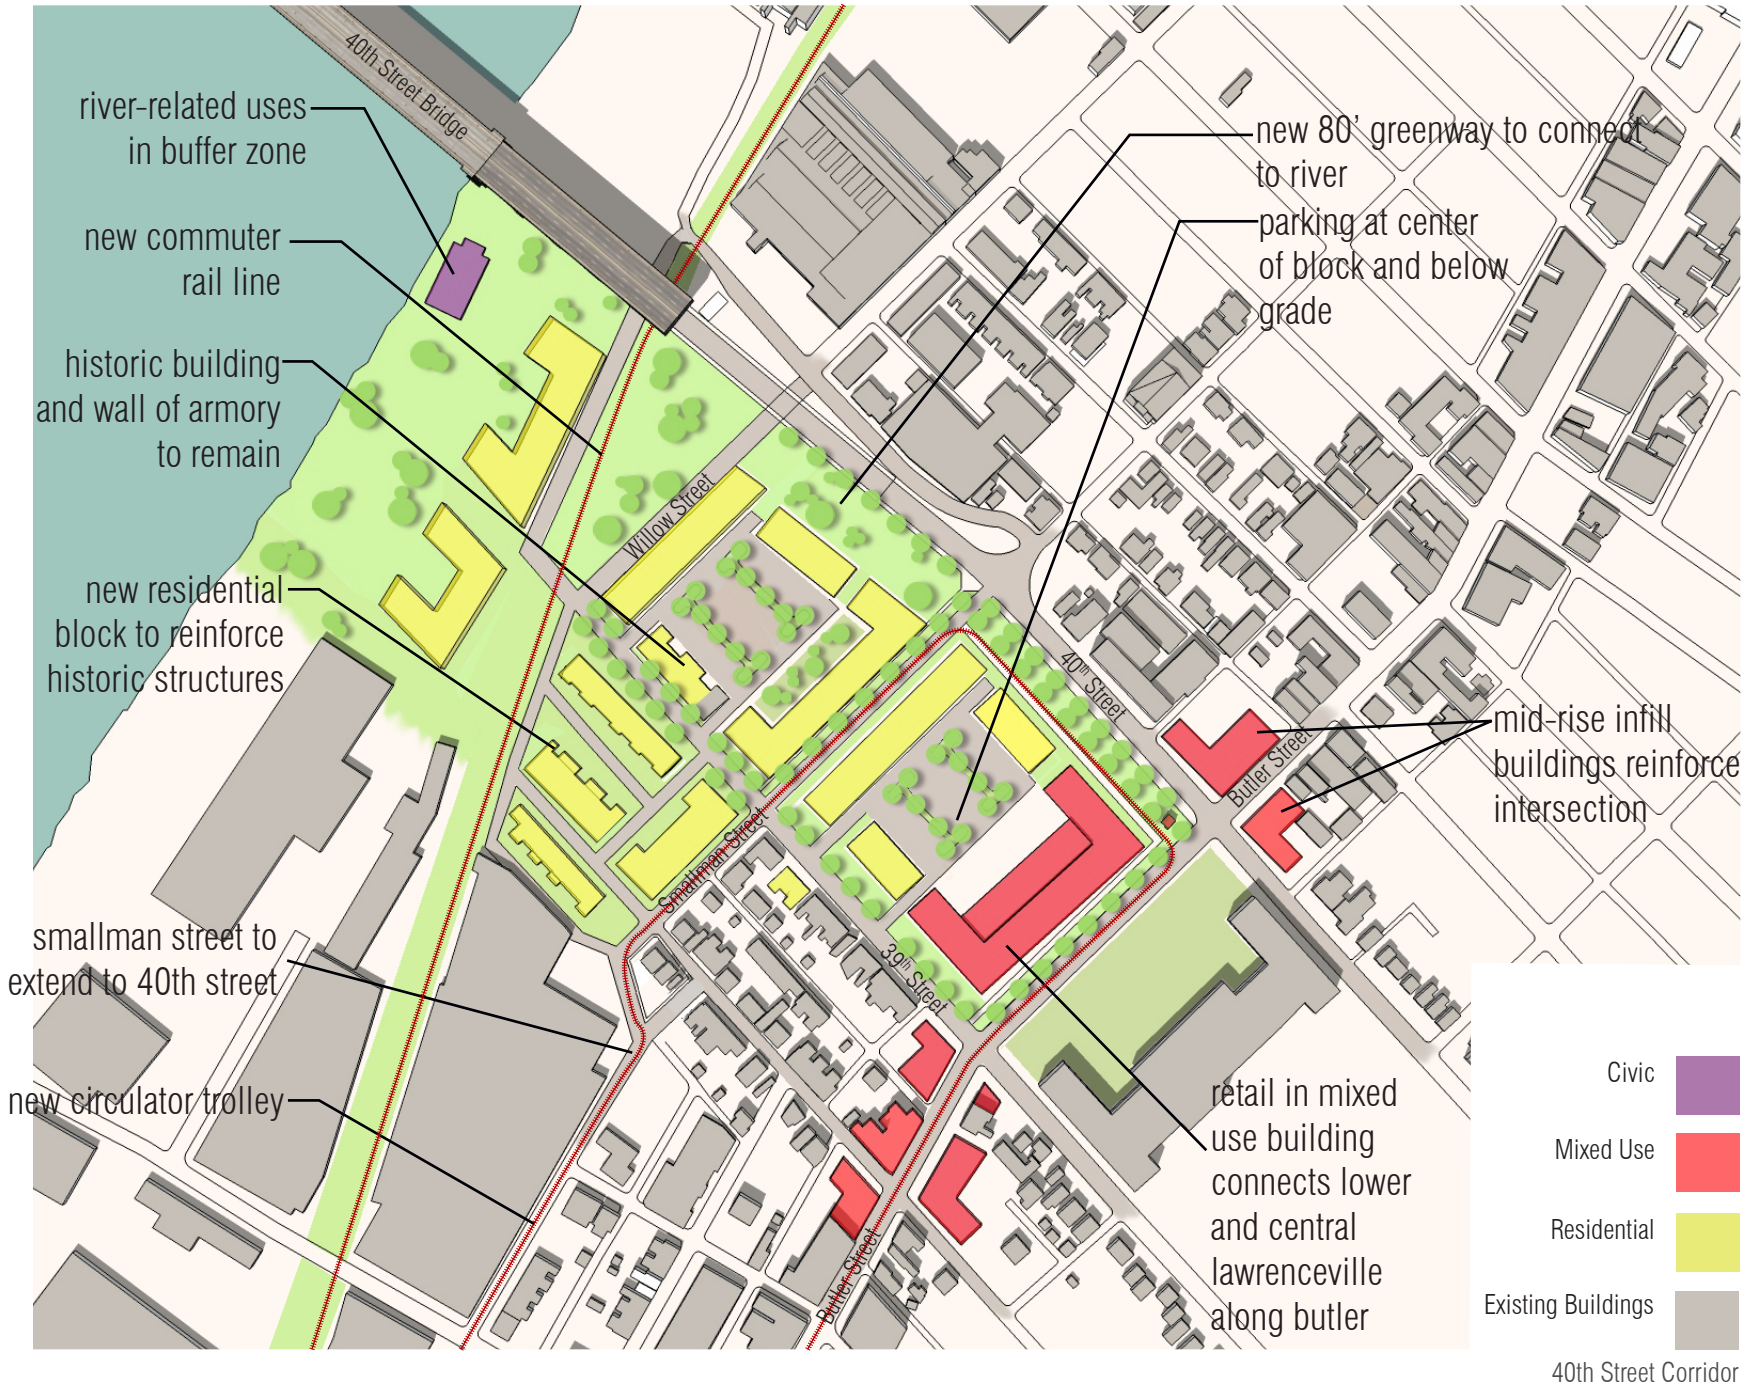 40th Street Bridge
river-related uses
in buffer zone
new commuter
rail line
historic building
and wall of armory
to remain
new residential
block to reinforce
historic structures
smallman street to
extend to 40th street
new circulator trolley
new 80’ greenway to connect
to river
parking at center
of block and below
grade
Willow Street
40th Street
Butler Street
mid-rise infill
buildings reinforce
intersection
Smallman Street
39th Street
Butler Street
retail in mixed
use building
connects lower
and central
lawrenceville
along butler
Civic
Mixed Use
Residential
Existing Buildings
40th Street Corridor